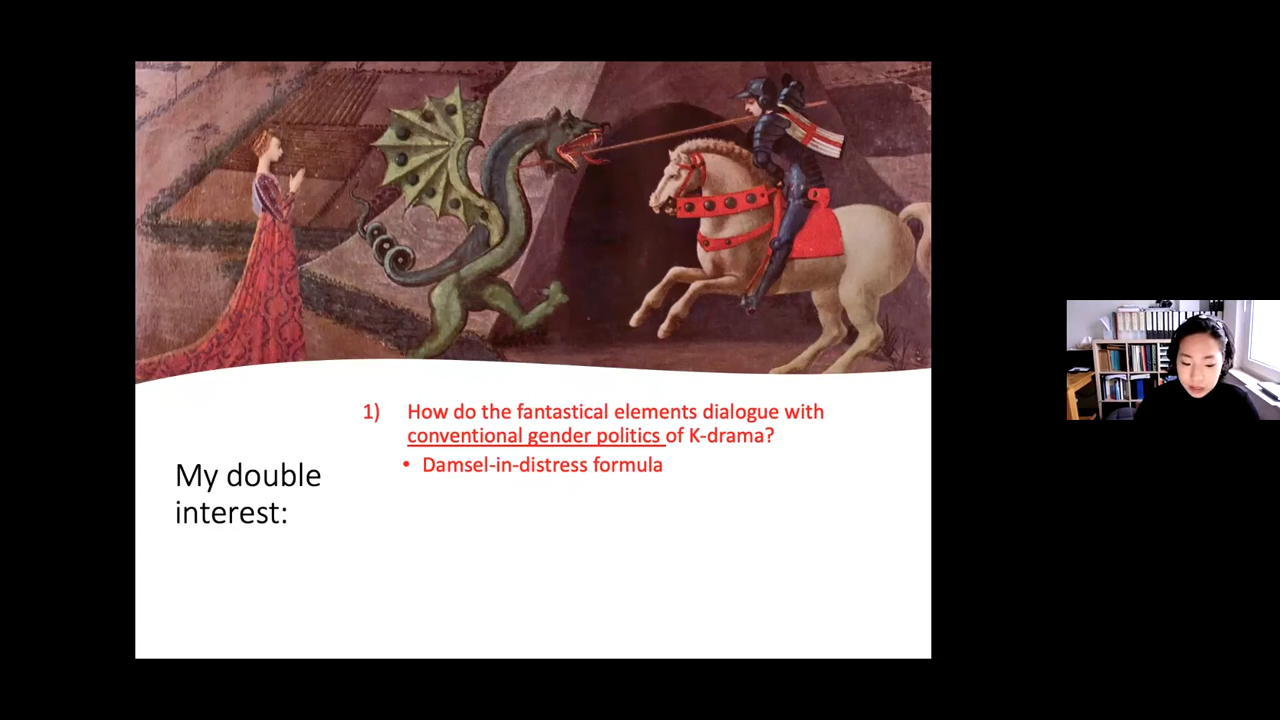 1) How do the fantastical elements dialogue with
conventional gender politics of K-drama?
• Damsel-in-distress formula
My double
interest: